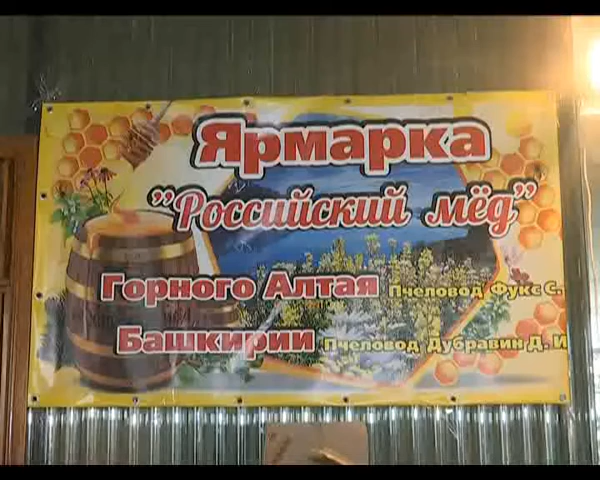 Ярмарка
"Российский мёд"
Горного Алтая Пчеловод Фукс С.
Башкирии Пчеловод Дубравин Д. И